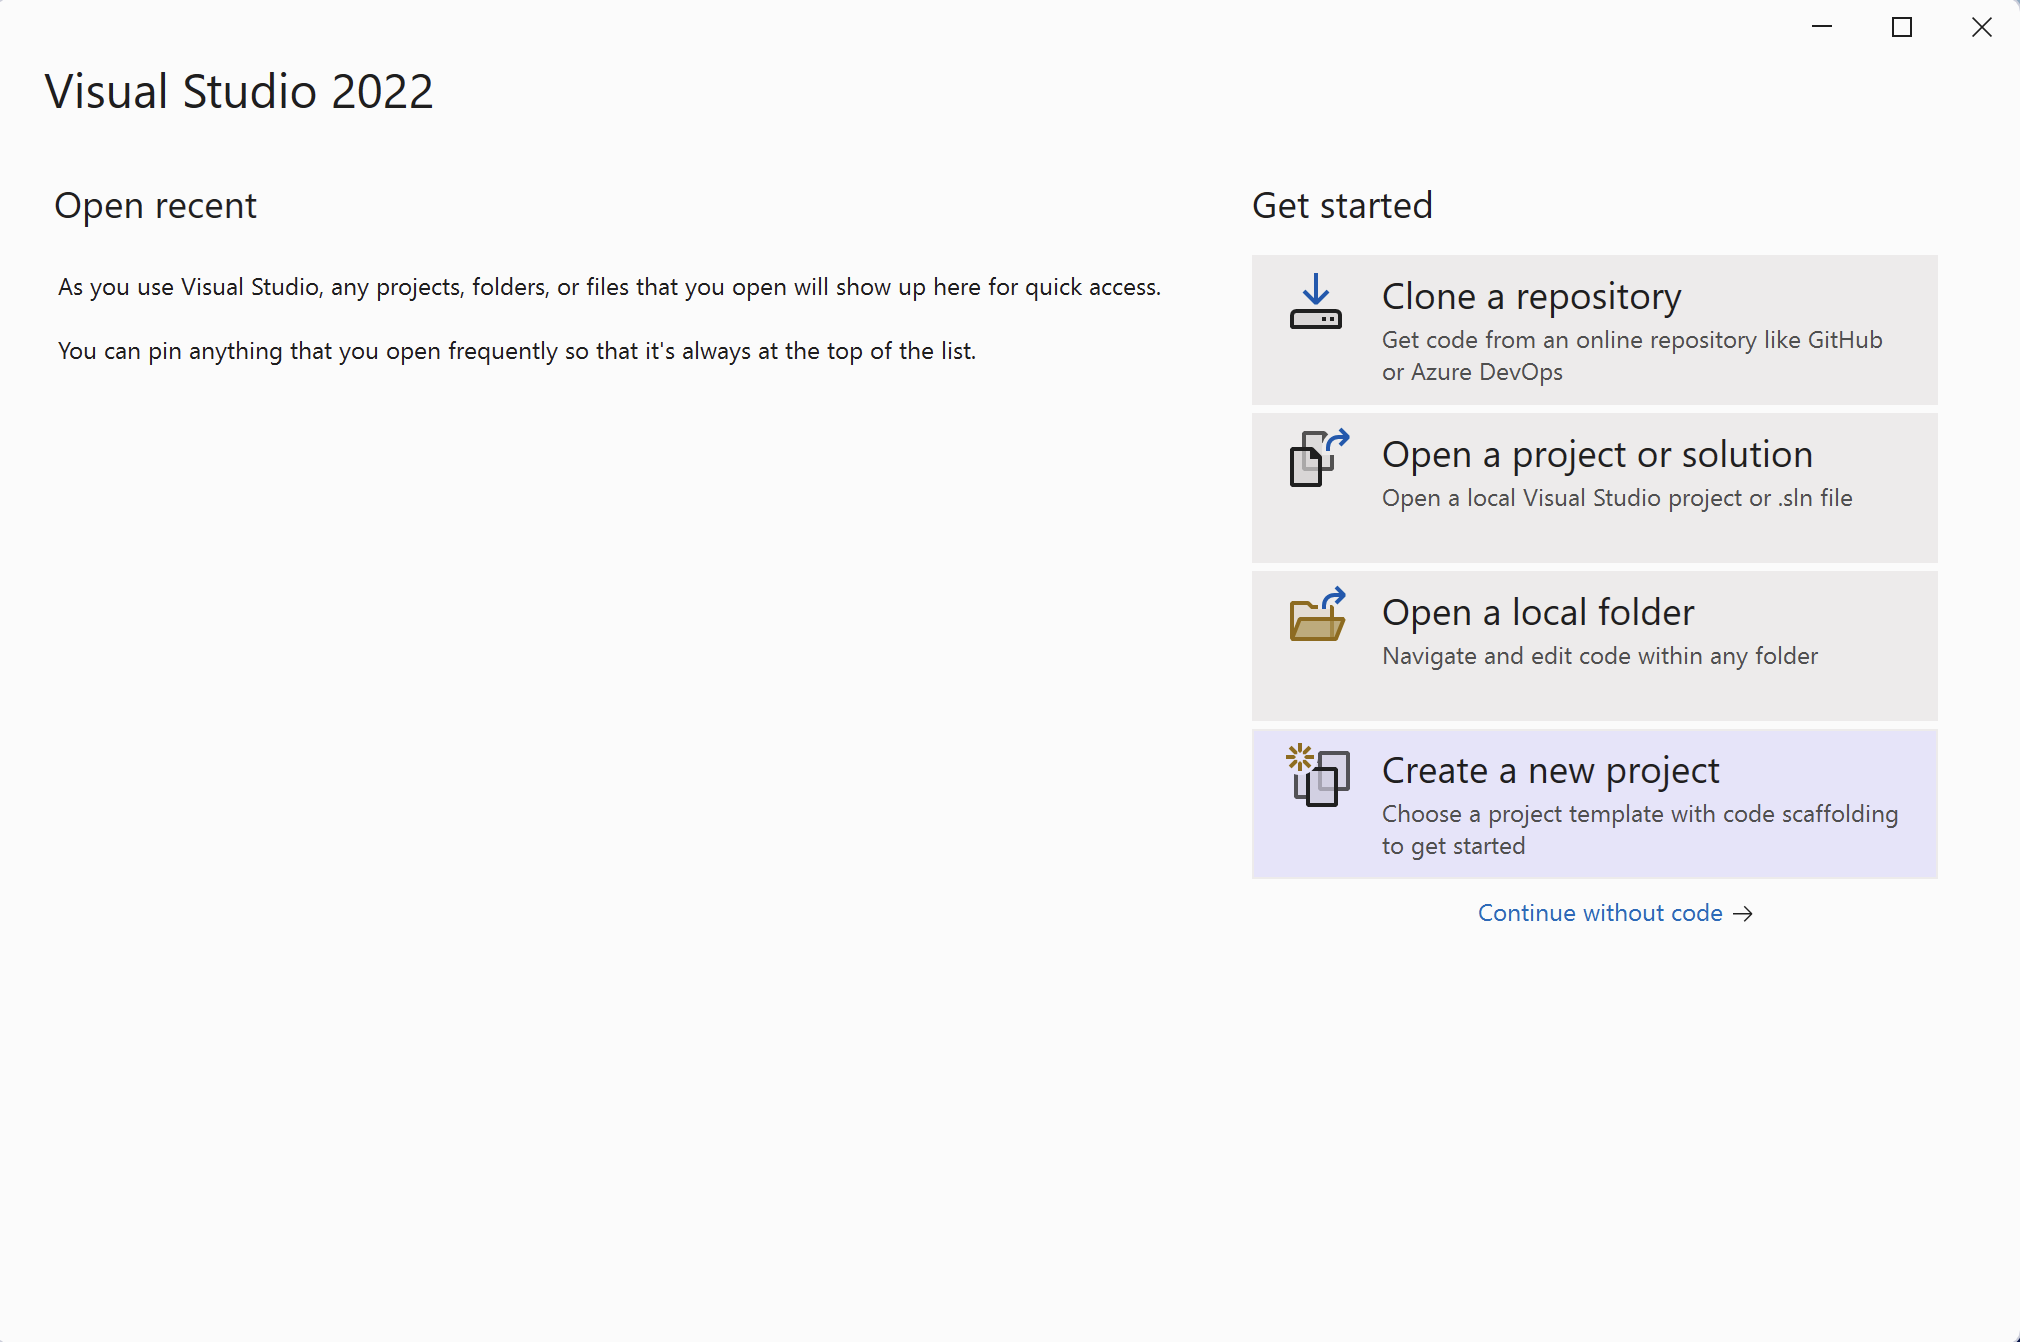 Visual Studio 2022
Open recent
As you use Visual Studio, any projects, folders, or files that you open will show up here for quick access.
You can pin anything that you open frequently so that it's always at the top of the list.
Get started
Clone a repository
Get code from an online repository like GitHub
or Azure DevOps
Open a project or solution
Open a local Visual Studio project or .sln file
Open a local folder
Navigate and edit code within any folder
Create a new project
Choose a project template with code scaffolding
to get started
Continue without code →